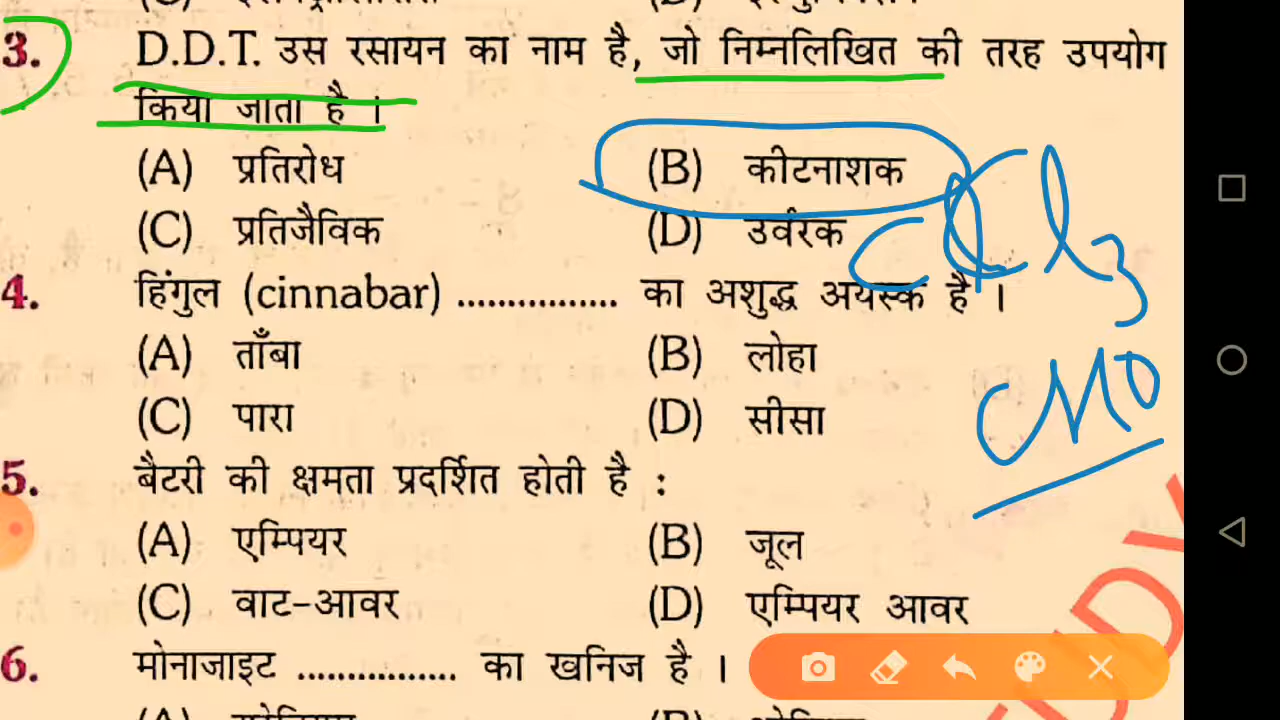 3. D.D.T. उस रसायन का नाम है, जो निम्नलिखित की तरह उपयोग
किया जाता है ।
(A) प्रतिरोध (B) कीटनाशक
(C) प्रतिजैविक (D) उर्वरक
4. हिंगुल (cinnabar) ................ का अशुद्ध अयस्क है ।
(A) ताँबा (B) लोहा
(C) पारा (D) सीसा
5. बैटरी की क्षमता प्रदर्शित होती है :
(A) एम्पियर (B) जूल
(C) वाट-आवर (D) एम्पियर आवर
6. मोनाजाइट ................ का खनिज है ।